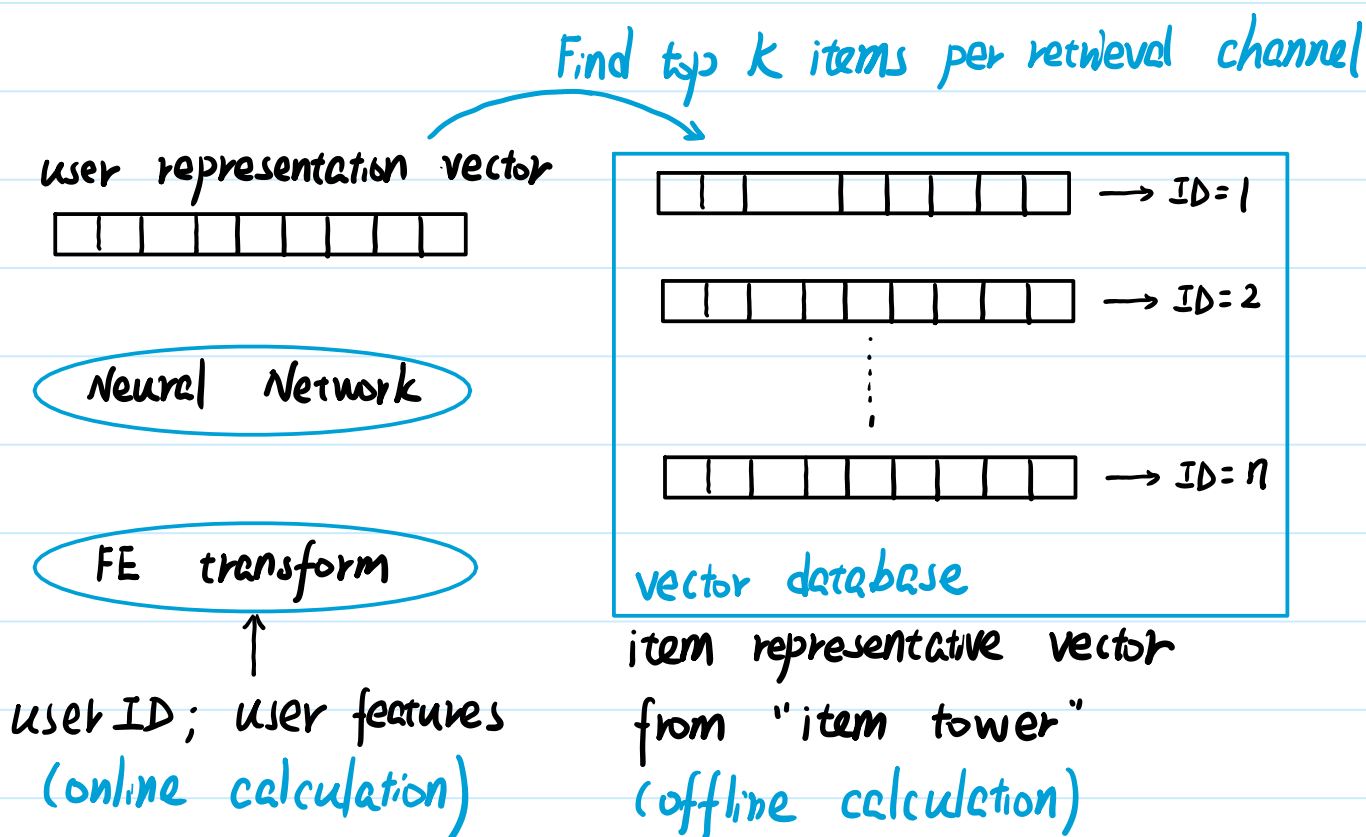 Find top k items per retrieval channel
user representation vector
Neural Network
FE transform
user ID; user features
(online calculation)
→ ID=1
→ ID=2
→ ID=n
vector database
item representative vector
from "item tower"
(offline calculation)